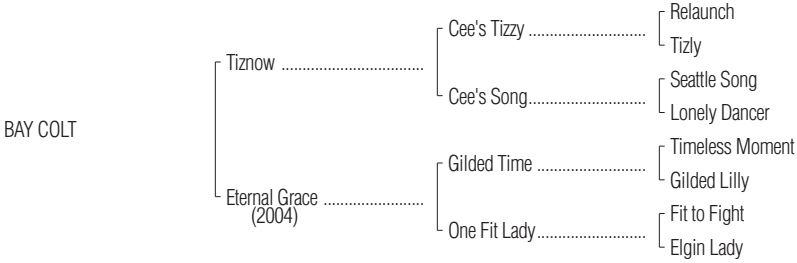 Relaunch
Cee's Tizzy ............................
Tizly
Tiznow ..................................
Seattle Song
Cee's Song............................
Lonely Dancer
BAY COLT
Timeless Moment
Gilded Time ..........................
Gilded Lilly
Eternal Grace ........................
(2004)
Fit to Fight
One Fit Lady..........................
Elgin Lady